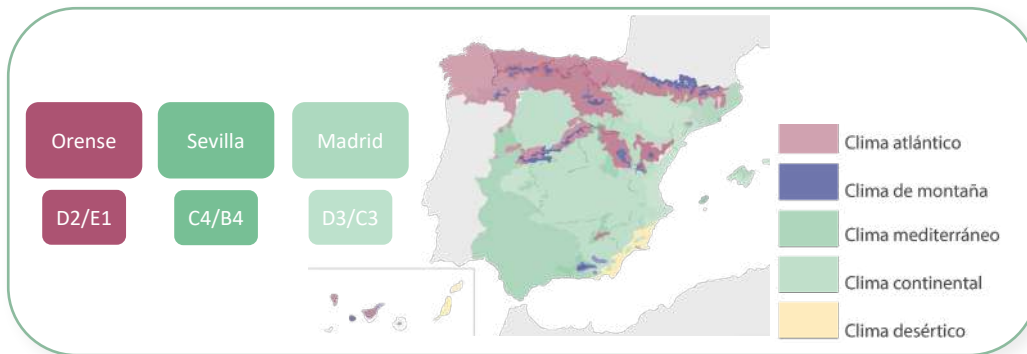 Orense
Sevilla
Madrid
D2/E1
C4/B4
D3/C3
Clima atlántico
Clima de montaña
Clima mediterráneo
Clima continental
Clima desértico